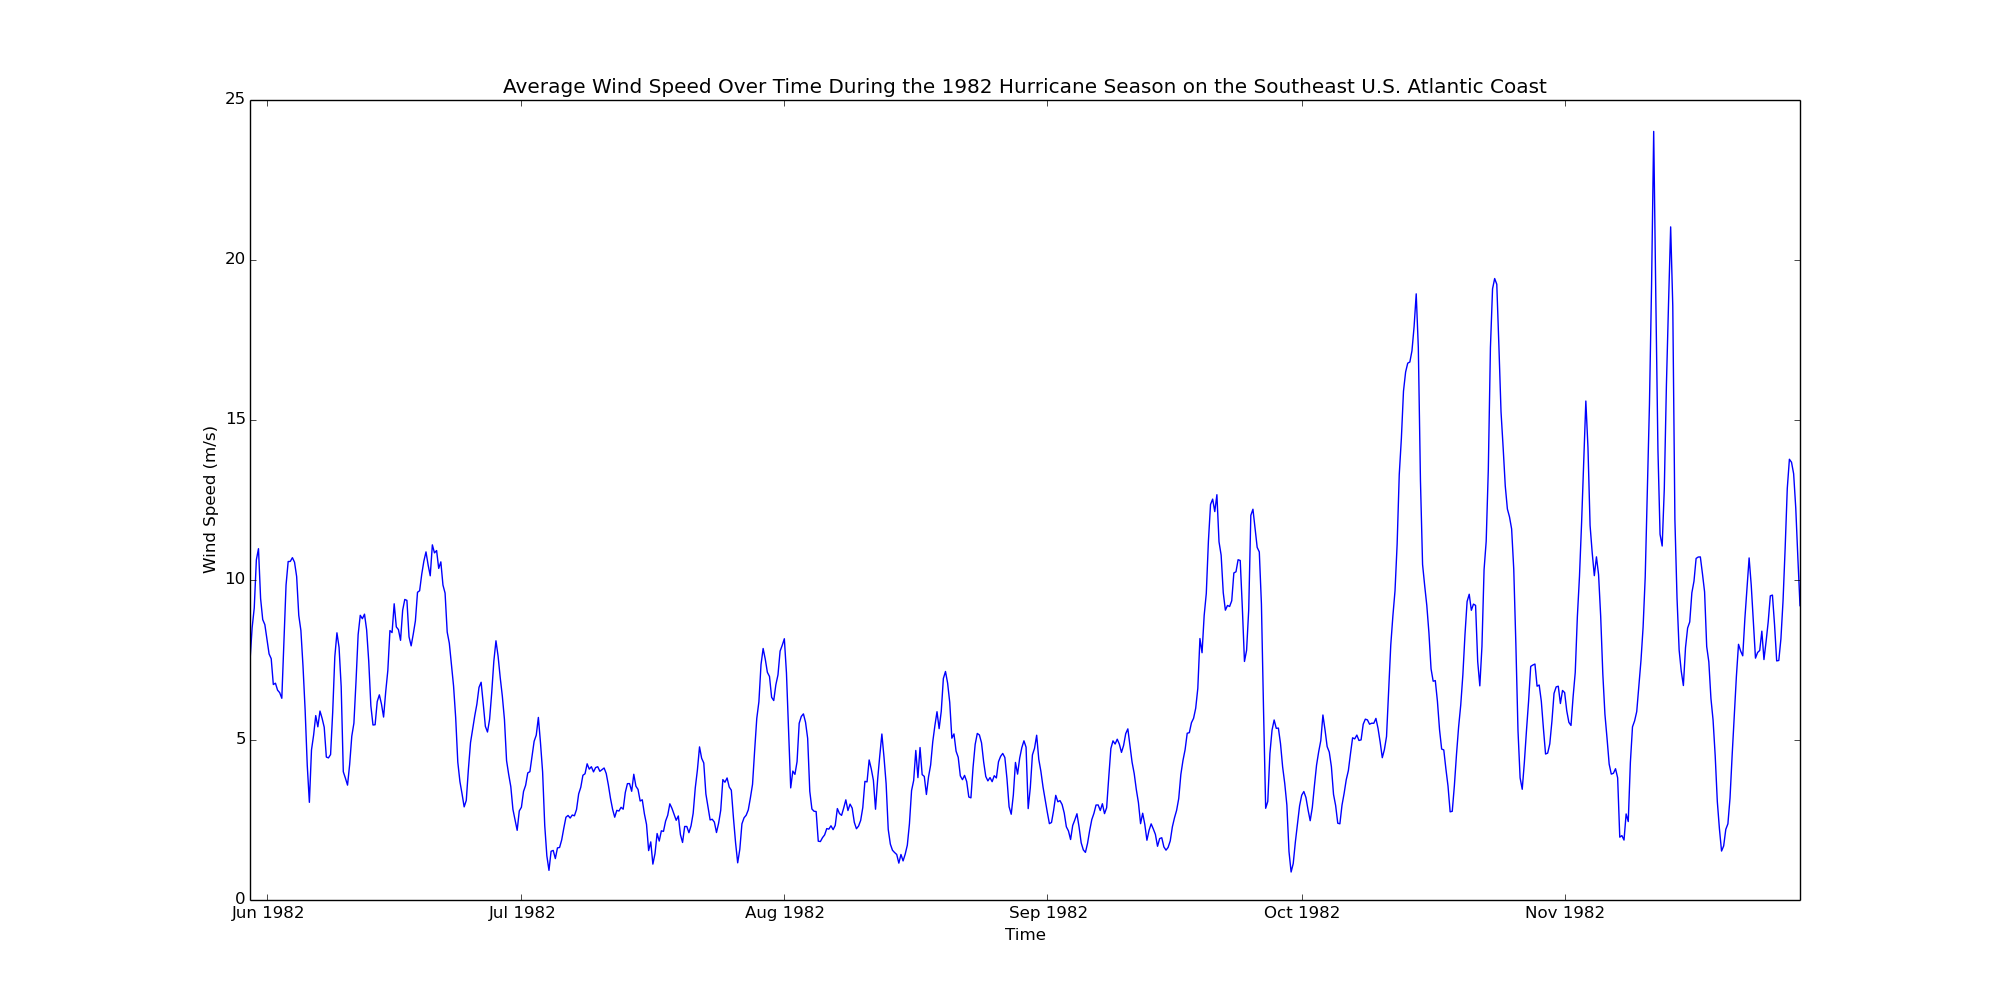 Average Wind Speed Over Time During the 1982 Hurricane Season on the Southeast U.S. Atlantic Coast
25
20
15
10
5
0
Wind Speed (m/s)
Jun 1982 Jul 1982 Aug 1982 Sep 1982 Oct 1982 Nov 1982
Time